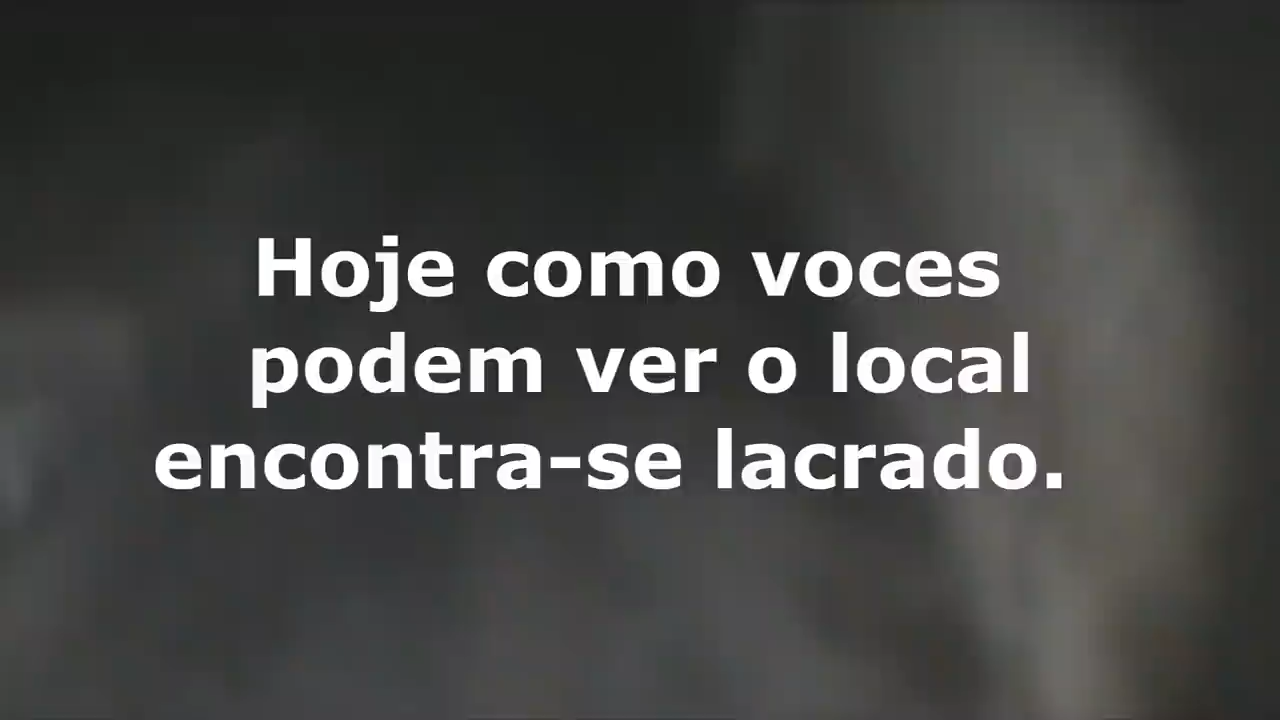 Hoje como voces
podem ver o local
encontra-se lacrado.